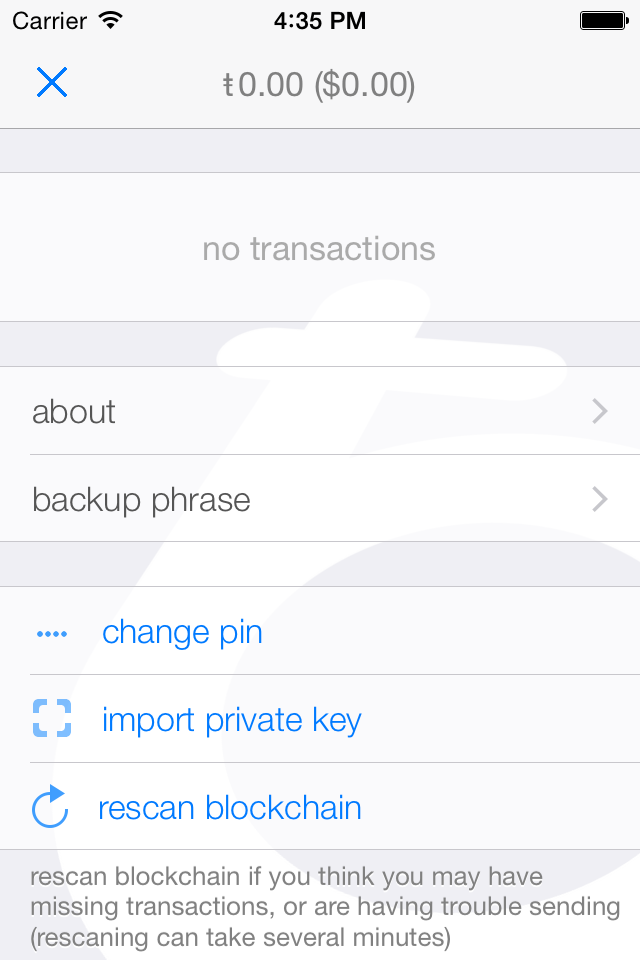 Carrier 4:35 PM
ŧ0.00 ($0.00)
no transactions
about
backup phrase
change pin
import private key
rescan blockchain
rescan blockchain if you think you may have
missing transactions, or are having trouble sending
(rescaning can take several minutes)